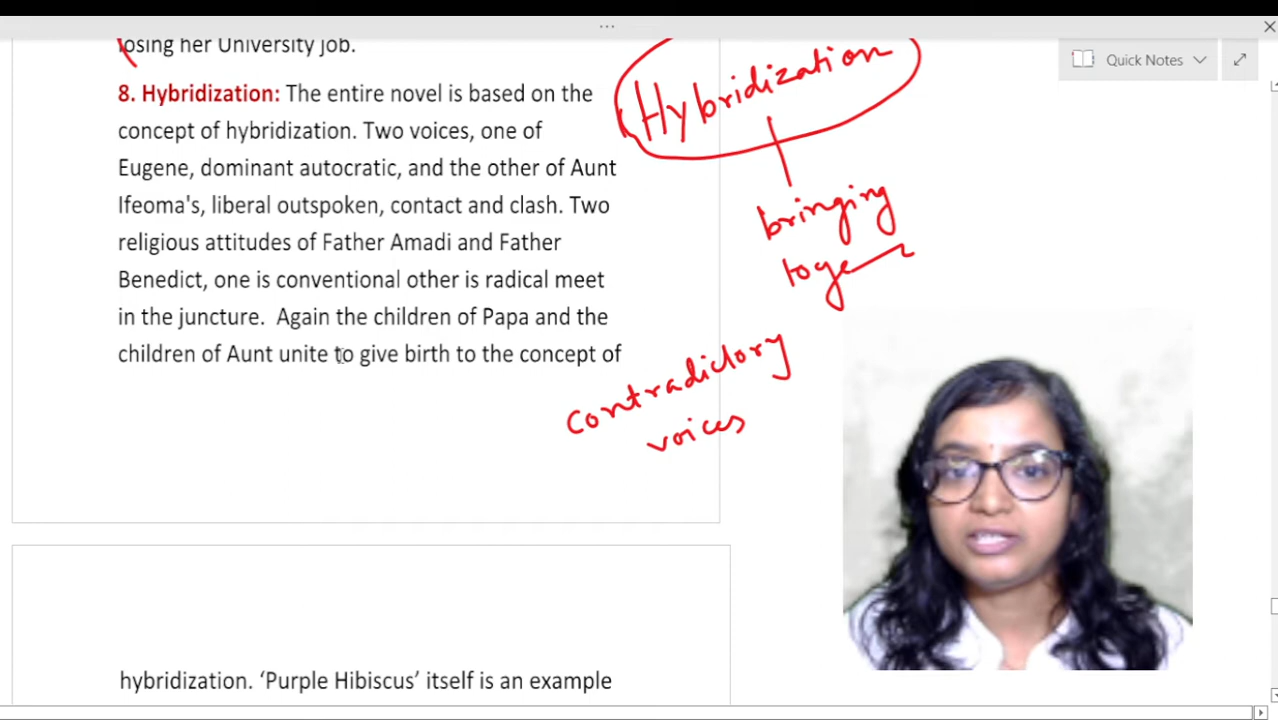 losing her University job.
8. Hybridization: The entire novel is based on the
concept of hybridization. Two voices, one of
Eugene, dominant autocratic, and the other of Aunt
Ifeoma's, liberal outspoken, contact and clash. Two
religious attitudes of Father Amadi and Father
Benedict, one is conventional other is radical meet
in the juncture. Again the children of Papa and the
children of Aunt unite to give birth to the concept of
hybridization. ‘Purple Hibiscus’ itself is an example
Quick Notes
Hybridization
bringing
contradictory
voices